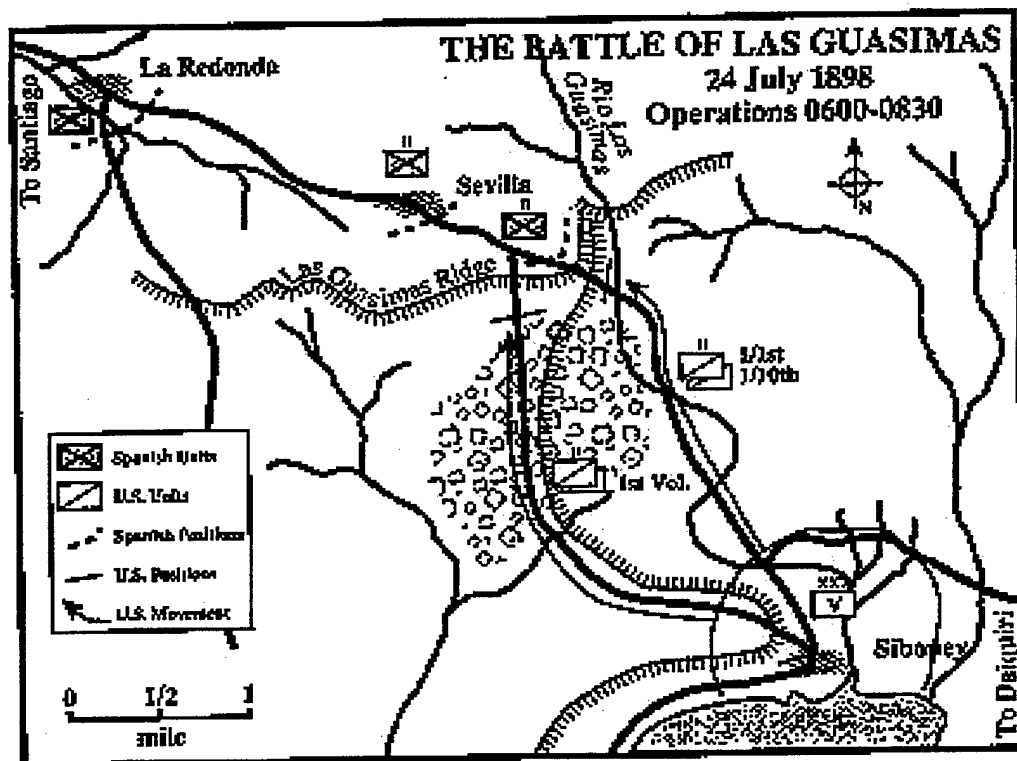 THE BATTLE OF LAS GUASIMAS
24 July 1898
Operations 0600-0830
La Redonda
To Santiago
Rio Las
Guasimas
II
Sevilla
II
N
Las Guasimas Ridge
II
1/1st
1/10th
II
1st Vol.
Spanish Units
U.S. Units
Spanish Positions
U.S. Positions
U.S. Movement
XXX
V
Siboney
To Daiquiri
0 1/2 1
mile